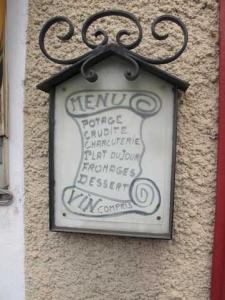 MENU
POTAGE
CRUDITE
CHARCUTERIE
PLAT DU JOUR
FROMAGES
DESSERT
VIN COMPRIS